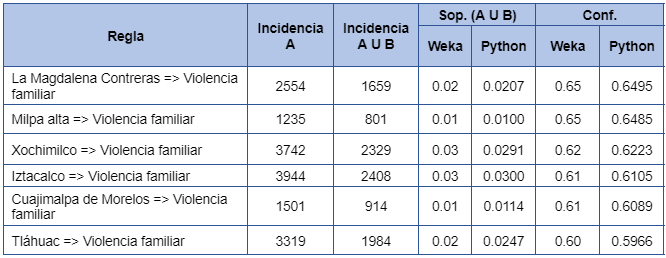 Regla Incidencia A Incidencia A U B Sop. (A U B) Conf.
Weka Python Weka Python
La Magdalena Contreras => Violencia familiar 2554 1659 0.02 0.0207 0.65 0.6495
Milpa alta => Violencia familiar 1235 801 0.01 0.0100 0.65 0.6485
Xochimilco => Violencia familiar 3742 2329 0.03 0.0291 0.62 0.6223
Iztacalco => Violencia familiar 3944 2408 0.03 0.0300 0.61 0.6105
Cuajimalpa de Morelos => Violencia familiar 1501 914 0.01 0.0114 0.61 0.6089
Tláhuac => Violencia familiar 3319 1984 0.02 0.0247 0.60 0.5966